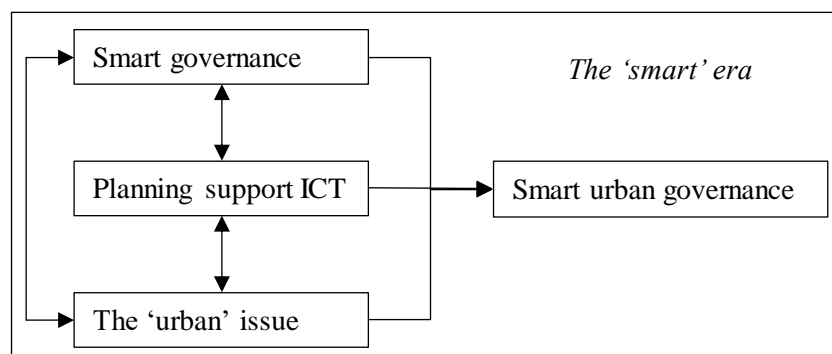 Smart governance
The ‘smart’ era
Planning support ICT
Smart urban governance
The ‘urban’ issue